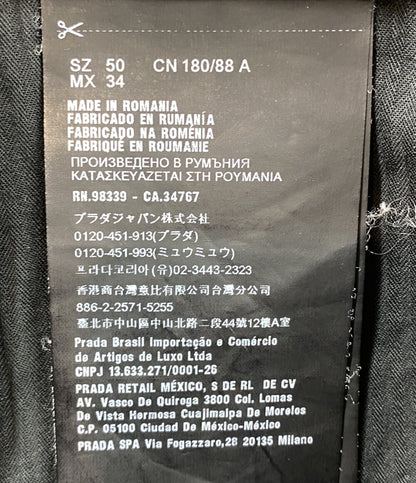 SZ 50 CN 180/88 A
MX 34
MADE IN ROMANIA
FABRICADO EN RUMANÍA
FABRICADO NA ROMÉNIA
FABRIQUÉ EN ROUMANIE
ПРОИЗВЕДЕНО В РУМЪНИЯ
ΚΑΤΑΣΚΕΥΑΖΕΤΑΙ ΣΤΗ ΡΟΥΜΑΝΙΑ
RN.98339 - CA.34767
プラダジャパン株式会社
0120-451-913(プラダ)
0120-451-993(ミュウミュウ)
프라다코리아 (유)02-3443-2323
香港商台灣慮比有限公司台灣分公司
886-2-2571-5255
臺北市中山區中山北路二段44號12樓A室
Prada Brasil Importação e Comércio
de Artigos de Luxo Ltda
CNPJ 13.633.271/0001-26
PRADA RETAIL MÉXICO, S DE RL DE CV
AV. Vasco De Quiroga 3800 Col. Lomas
De Vista Hermosa Cuajimalpa De Morelos
C.P. 05100 Ciudad De México-México
PRADA SPA Via Fogazzaro,28 20135 Milano